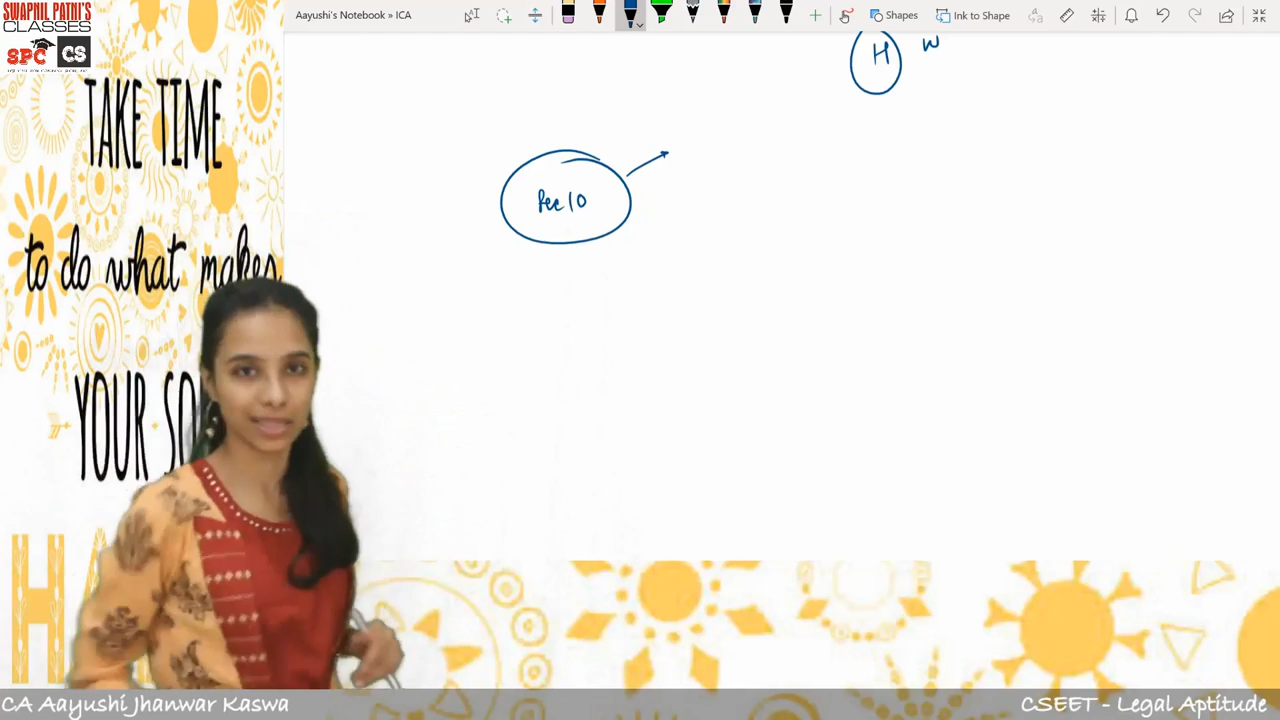 SWAPNIL PATNI'S
CLASSES
SPC CS
Aayushi's Notebook » ICA
Shapes
Ink to Shape
H W
TAKE TIME
to do what makes
YOUR SO
HA
Sec 10
CA Aayushi Jhanwar Kaswa
CSEET - Legal Aptitude